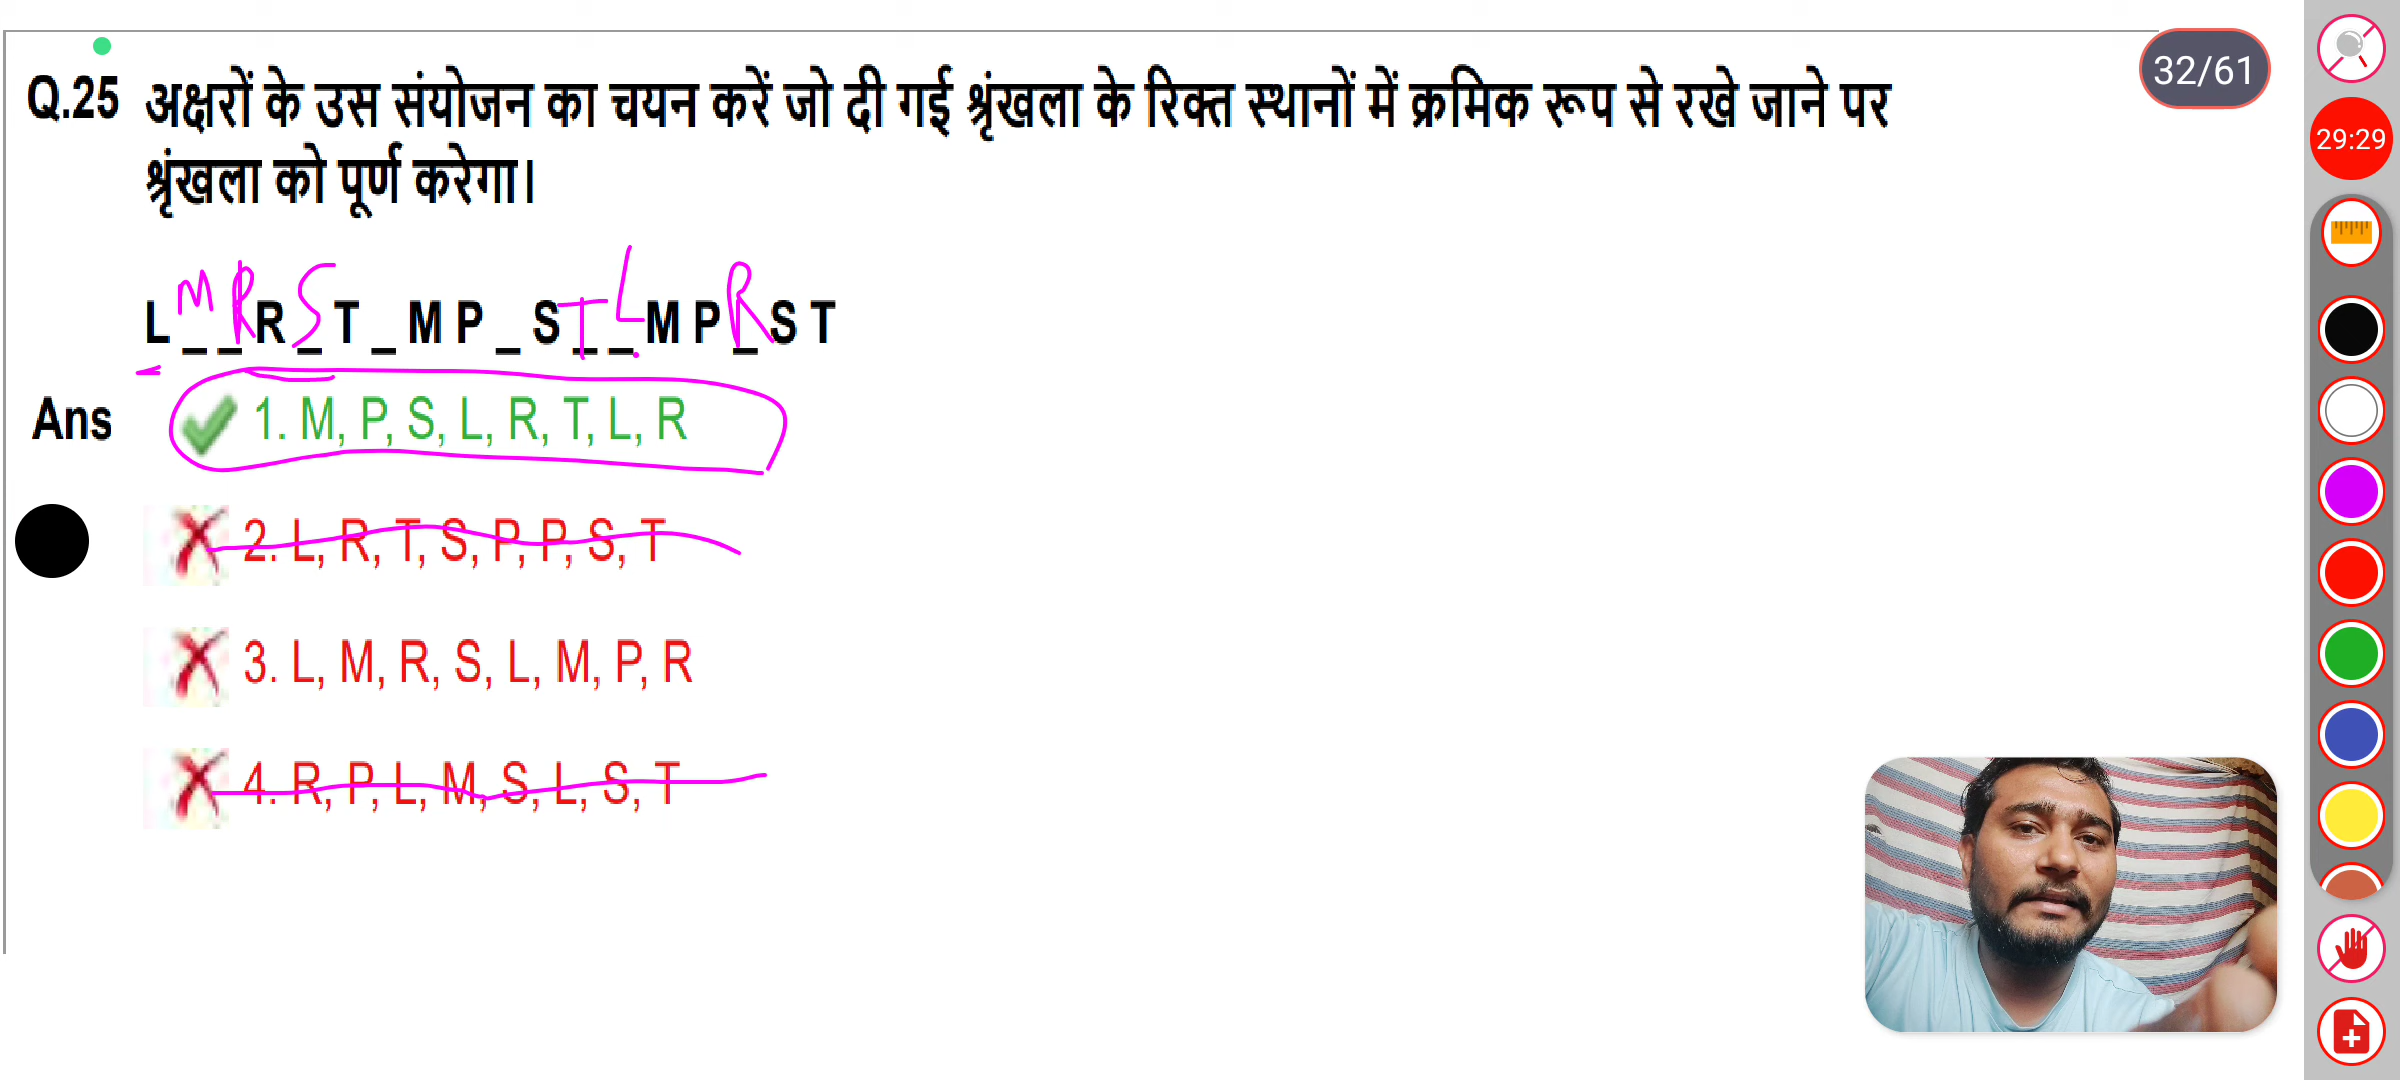 32/61
29:29
Q.25 अक्षरों के उस संयोजन का चयन करें जो दी गई श्रृंखला के रिक्त स्थानों में क्रमिक रूप से रखे जाने पर
श्रृंखला को पूर्ण करेगा।
M R S T L R
L _ _ R _ T _ M P _ S _ _ M P _ S T
Ans 1. M, P, S, L, R, T, L, R
2. L, R, T, S, P, P, S, T
3. L, M, R, S, L, M, P, R
4. R, P, L, M, S, L, S, T